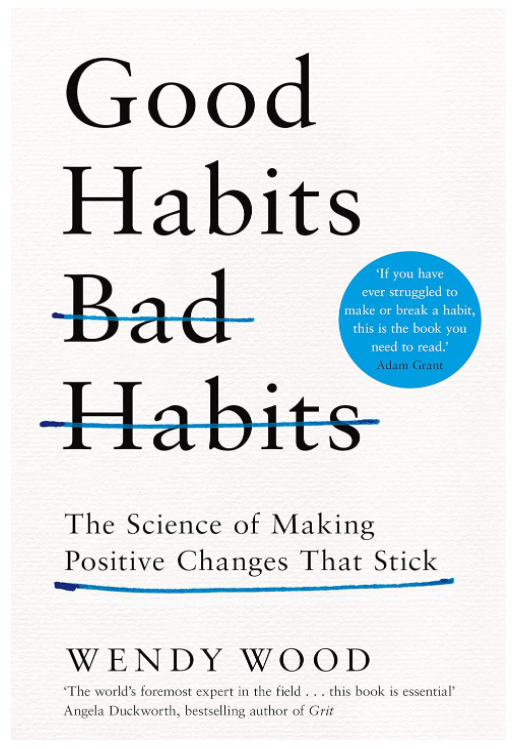 Good
Habits
Bad
Habits
‘If you have
ever struggled to
make or break a habit,
this is the book you
need to read.’
Adam Grant
The Science of Making
Positive Changes That Stick
WENDY WOOD
‘The world’s foremost expert in the field . . . this book is essential’
Angela Duckworth, bestselling author of Grit